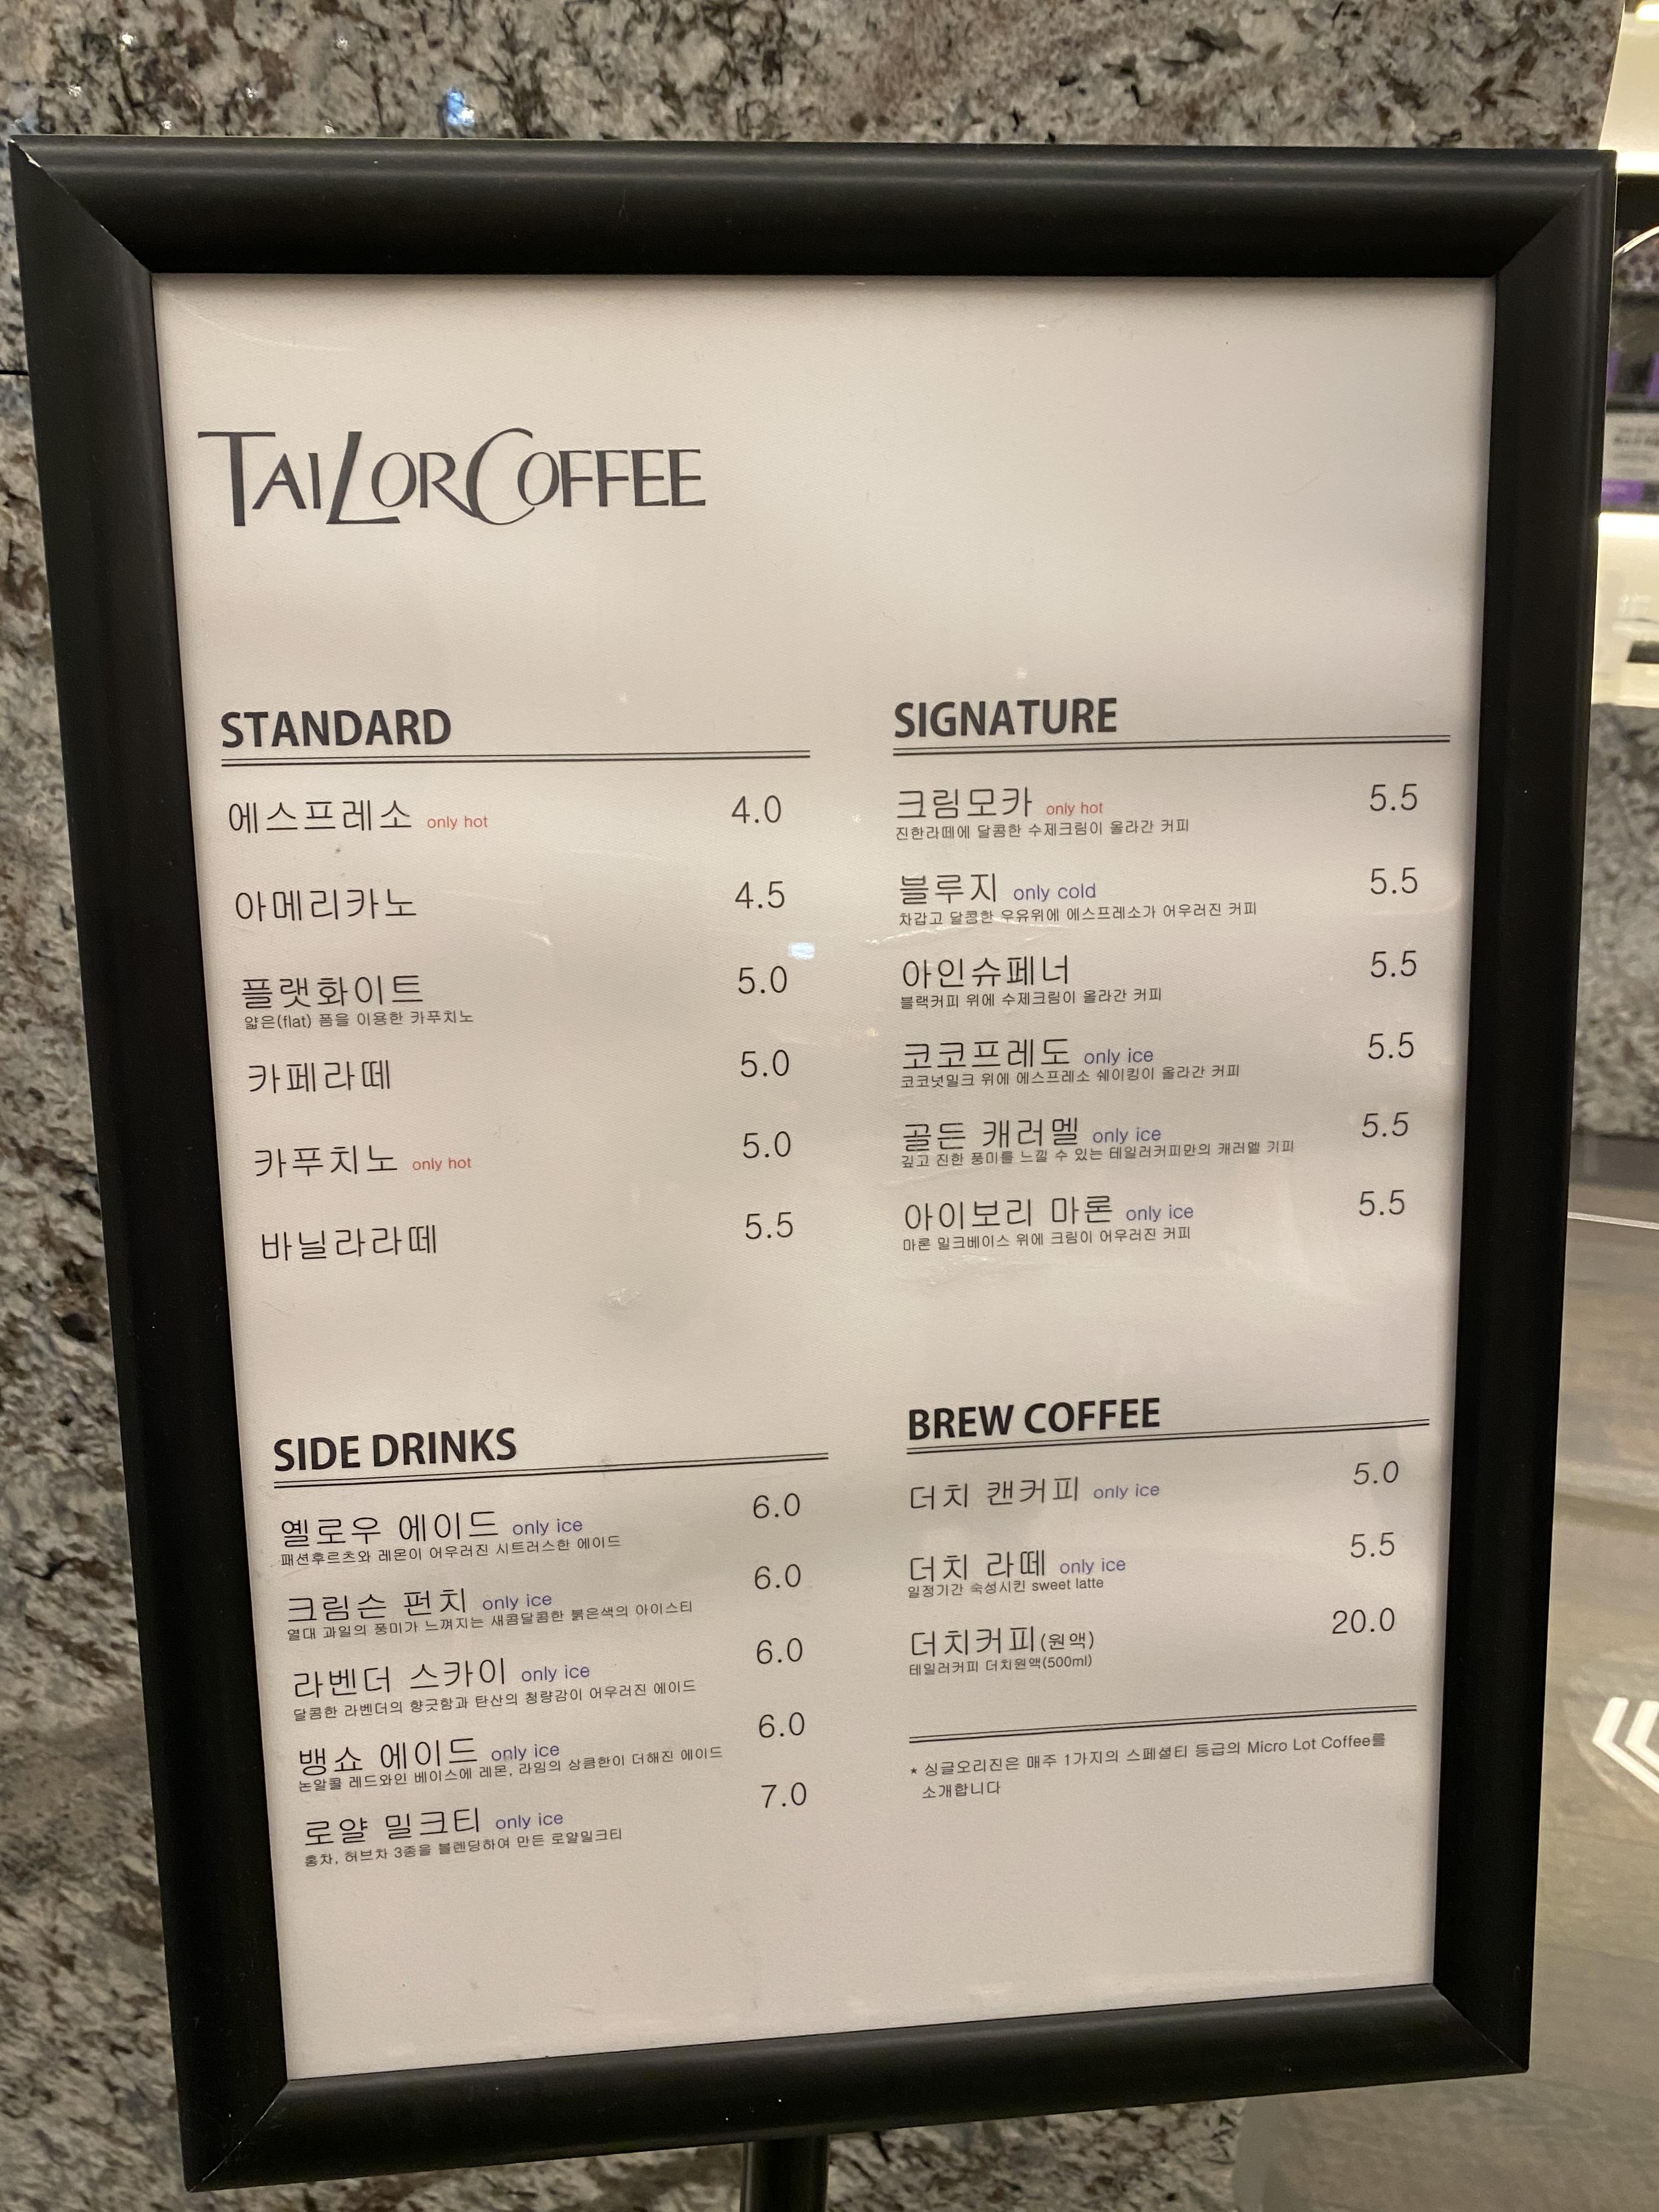 TAILOR COFFEE
STANDARD
에스프레소 only hot 4.0
아메리카노 4.5
플랫화이트 5.0
얇은(flat) 폼을 이용한 카푸치노
카페라떼 5.0
카푸치노 only hot 5.0
바닐라라떼 5.5
SIGNATURE
크림모카 only hot 5.5
진한라떼에 달콤한 수제크림이 올라간 커피
블루지 only cold 5.5
차갑고 달콩한 우유위에 에스프레소가 어우러진 커피
아인슈페너 5.5
블랙커피 위에 수제크림이 올라간 커피
코코프레도 only ice 5.5
코코넛밀크 위에 에스프레소 쉐이킹이 올라간 커피
골든 캐러멜 only ice 5.5
깊고 진한 풍미를 느낄 수 있는 테일러커피만의 캐러멜 기피
아이보리 마론 only ice 5.5
마론 밀크베이스 위에 크림이 어우러진 커피
SIDE DRINKS
옐로우 에이드 only ice 6.0
패션후르츠와 레몬이 어우러진 시트러스한 에이드
크림슨 펀치 only ice 6.0
열대 과일의 풍미가 느껴지는 새콤달콤한 붉은색의 아이스티
라벤더 스카이 only ice 6.0
달콤한 라벤더의 향긋함과 탄산의 청량감이 어우러진 에이드
뱅쇼 에이드 only ice 6.0
논알콜 레드와인 베이스에 레몬, 라임의 상큼한이 더해진 에이드
로얄 밀크티 only ice 7.0
홍차, 허브차 3종을 블렌딩하여 만든 로얄밀크티
BREW COFFEE
더치 캔커피 only ice 5.0
더치 라떼 only ice 5.5
일정기간 숙성시킨 sweet latte
더치커피(원액) 20.0
테일러커피 더치원액(500ml)
* 싱글오리진은 매주 1가지의 스페셜티 등급의 Micro Lot Coffee를
소개합니다